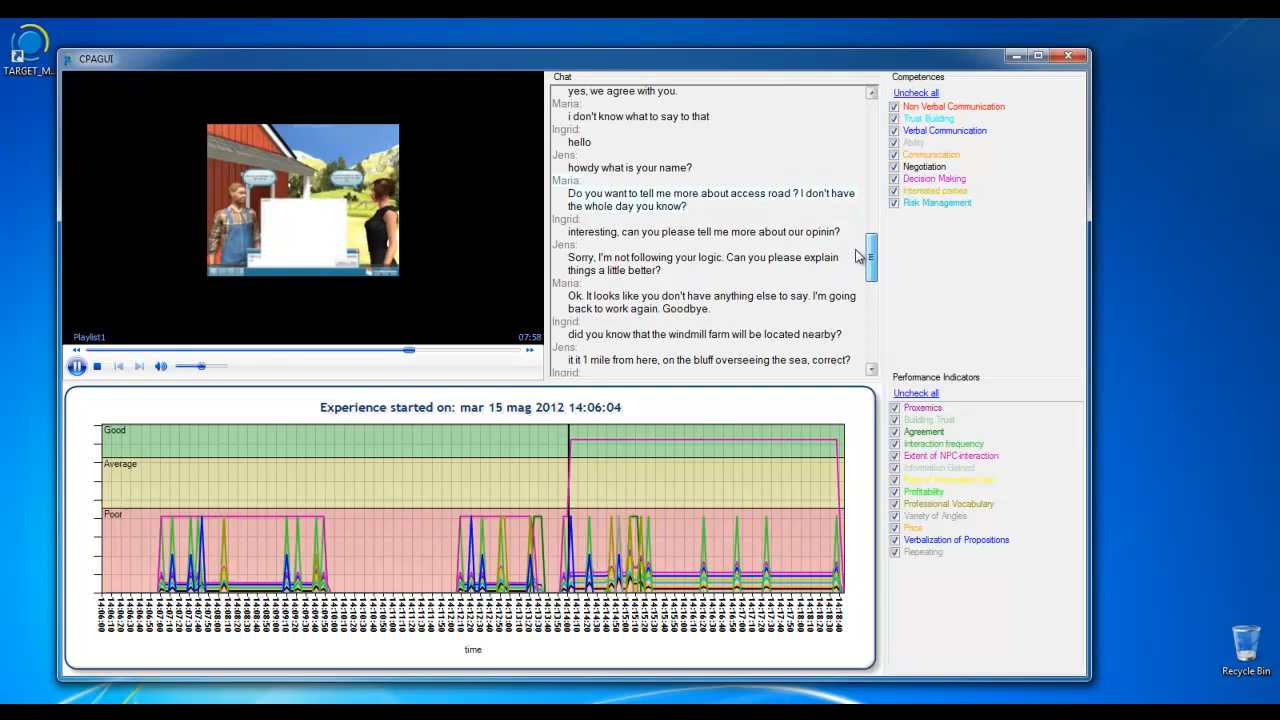 TARGET_M...
CPAGUI
Playlist1
07:58
Chat
yes, we agree with you.
Maria:
i don't know what to say to that
Ingrid:
hello
Jens:
howdy what is your name?
Maria:
Do you want to tell me more about access road ? I don't have
the whole day you know?
Ingrid:
interesting, can you please tell me more about our opinin?
Jens:
Sorry, I'm not following your logic. Can you please explain
things a little better?
Maria:
Ok. It looks like you don't have anything else to say. I'm going
back to work again. Goodbye.
Ingrid:
did you know that the windmill farm will be located nearby?
Jens:
it it 1 mile from here, on the bluff overseeing the sea, correct?
Ingrid:
Competences
Uncheck all
Non Verbal Communication
Trust Building
Verbal Communication
Ability
Communication
Negotiation
Decision Making
Interested parties
Risk Management
Performance Indicators
Uncheck all
Proxemics
Building Trust
Agreement
Interaction frequency
Extent of NPC-interaction
Information Gained
Profitability
Professional Vocabulary
Variety of Angles
Price
Verbalization of Propositions
Repeating
Experience started on: mar 15 mag 2012 14:06:04
Good
Average
Poor
time
Recycle Bin